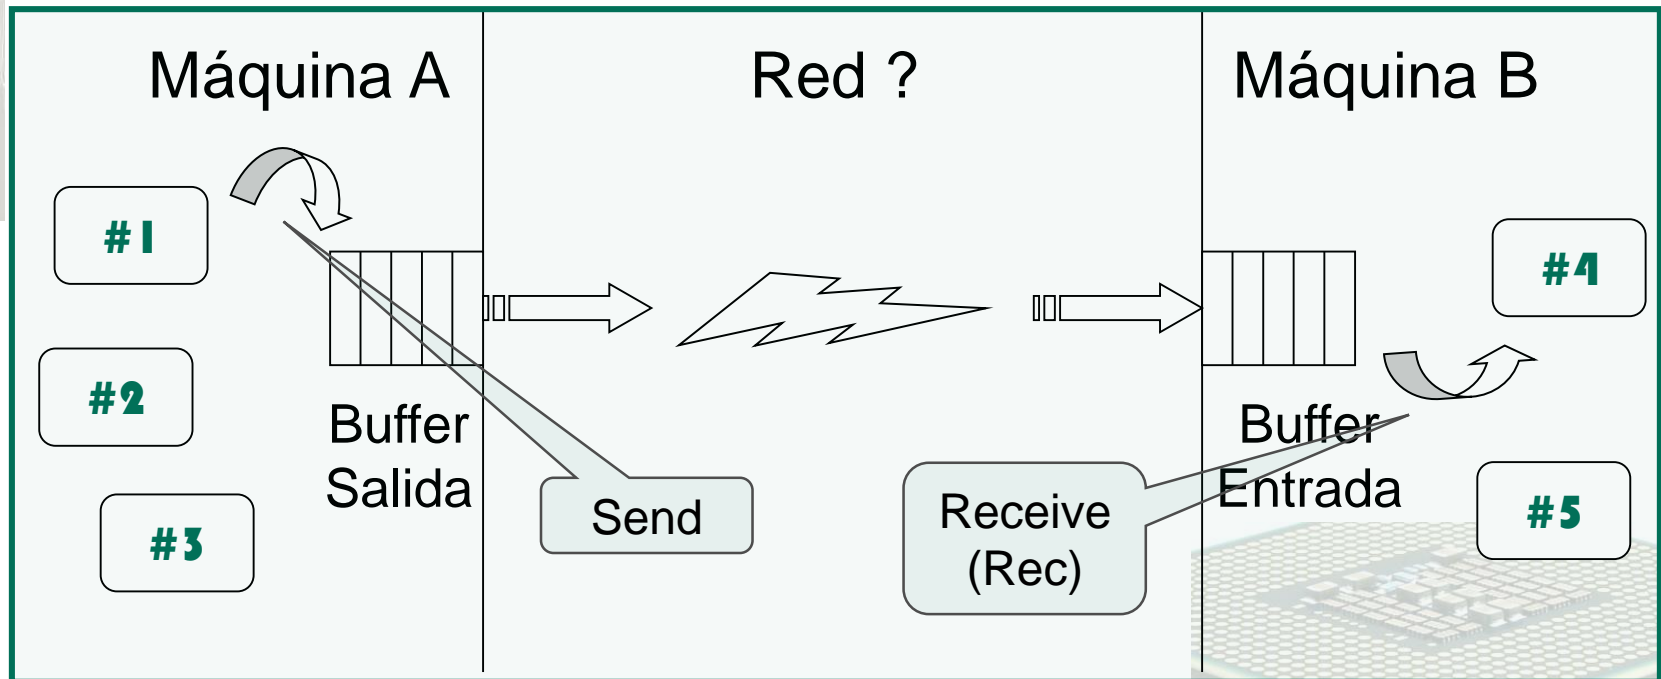 Máquina A
Red ?
Máquina B
#1
#2
#3
Buffer
Salida
Send
Receive
(Rec)
Buffer
Entrada
#4
#5